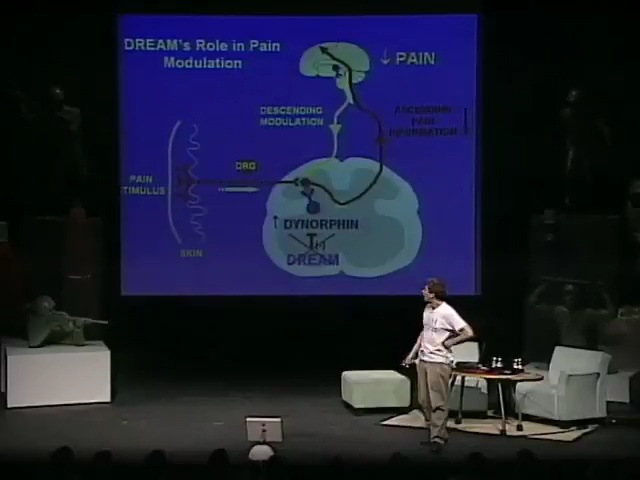 DREAM's Role in Pain
Modulation
↓ PAIN
DESCENDING
MODULATION
ASCENDING
PAIN
INFORMATION
DRG
PAIN
STIMULUS
↑ DYNORPHIN
(-)
DREAM
SKIN